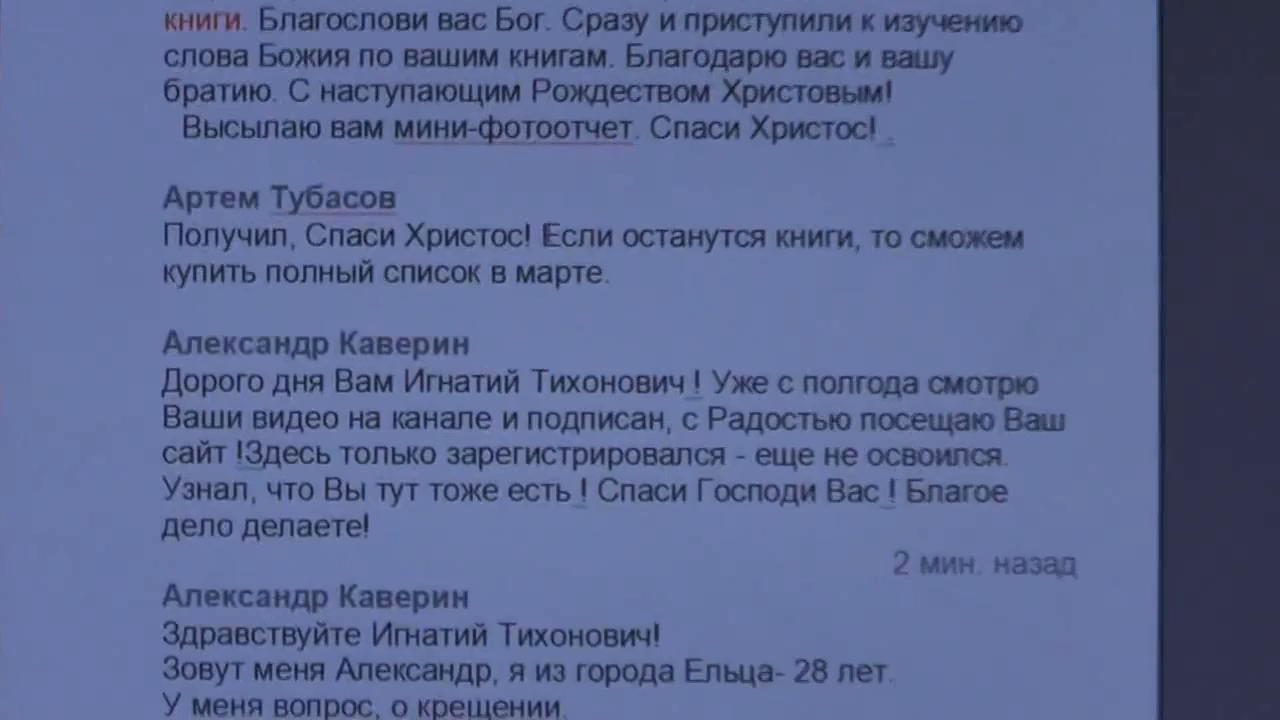 книги. Благослови вас Бог. Сразу и приступили к изучению
слова Божия по вашим книгам. Благодарю вас и вашу
братию. С наступающим Рождеством Христовым!
Высылаю вам мини-фотоотчет. Спаси Христос!
Артем Тубасов
Получил, Спаси Христос! Если останутся книги, то сможем
купить полный список в марте.
Александр Каверин
Дорого дня Вам Игнатий Тихонович ! Уже с полгода смотрю
Ваши видео на канале и подписан, с Радостью посещаю Ваш
сайт !Здесь только зарегистрировался - еще не освоился.
Узнал, что Вы тут тоже есть ! Спаси Господи Вас ! Благое
дело делаете!
2 мин. назад
Александр Каверин
Здравствуйте Игнатий Тихонович!
Зовут меня Александр, я из города Ельца- 28 лет.
У меня вопрос, о крещении.